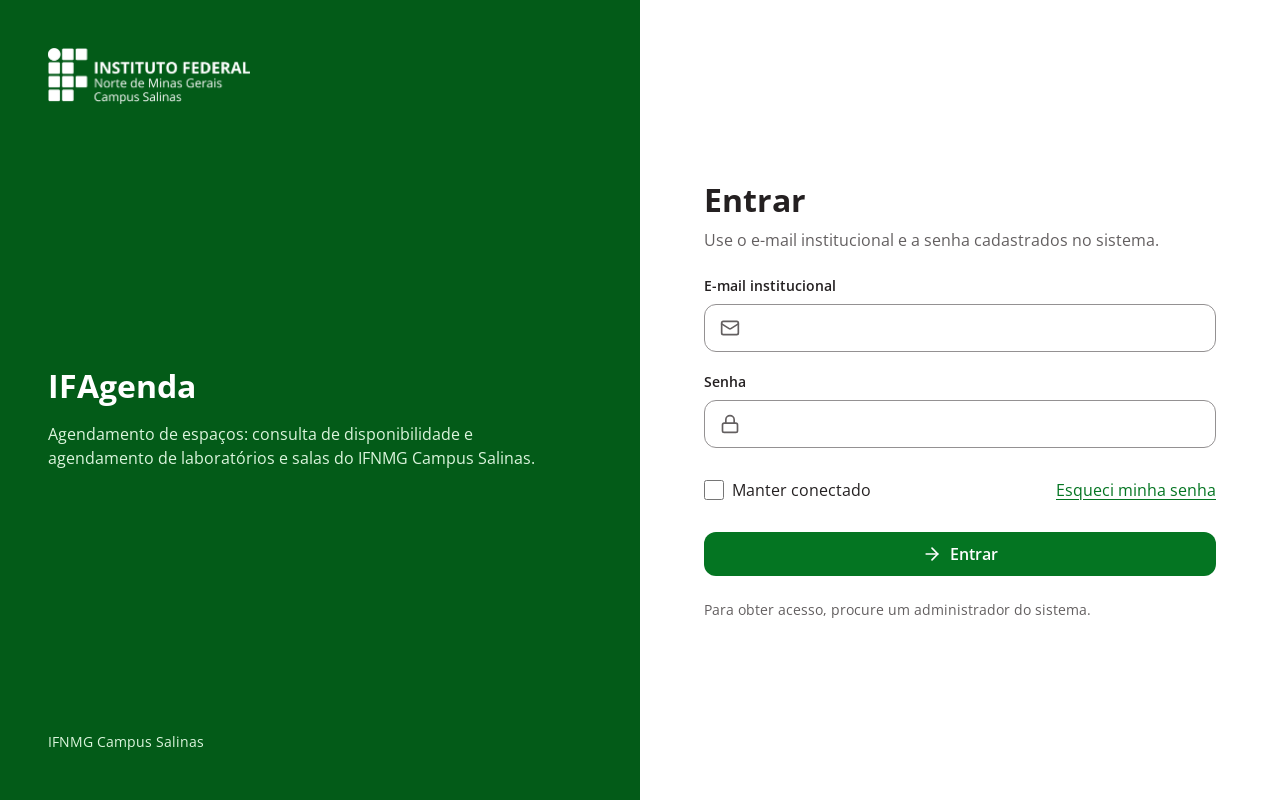 INSTITUTO FEDERAL
Norte de Minas Gerais
Campus Salinas
IFAgenda
Agendamento de espaços: consulta de disponibilidade e
agendamento de laboratórios e salas do IFNMG Campus Salinas.
IFNMG Campus Salinas
Entrar
Use o e-mail institucional e a senha cadastrados no sistema.
E-mail institucional
Senha
Manter conectado
Esqueci minha senha
Entrar
Para obter acesso, procure um administrador do sistema.